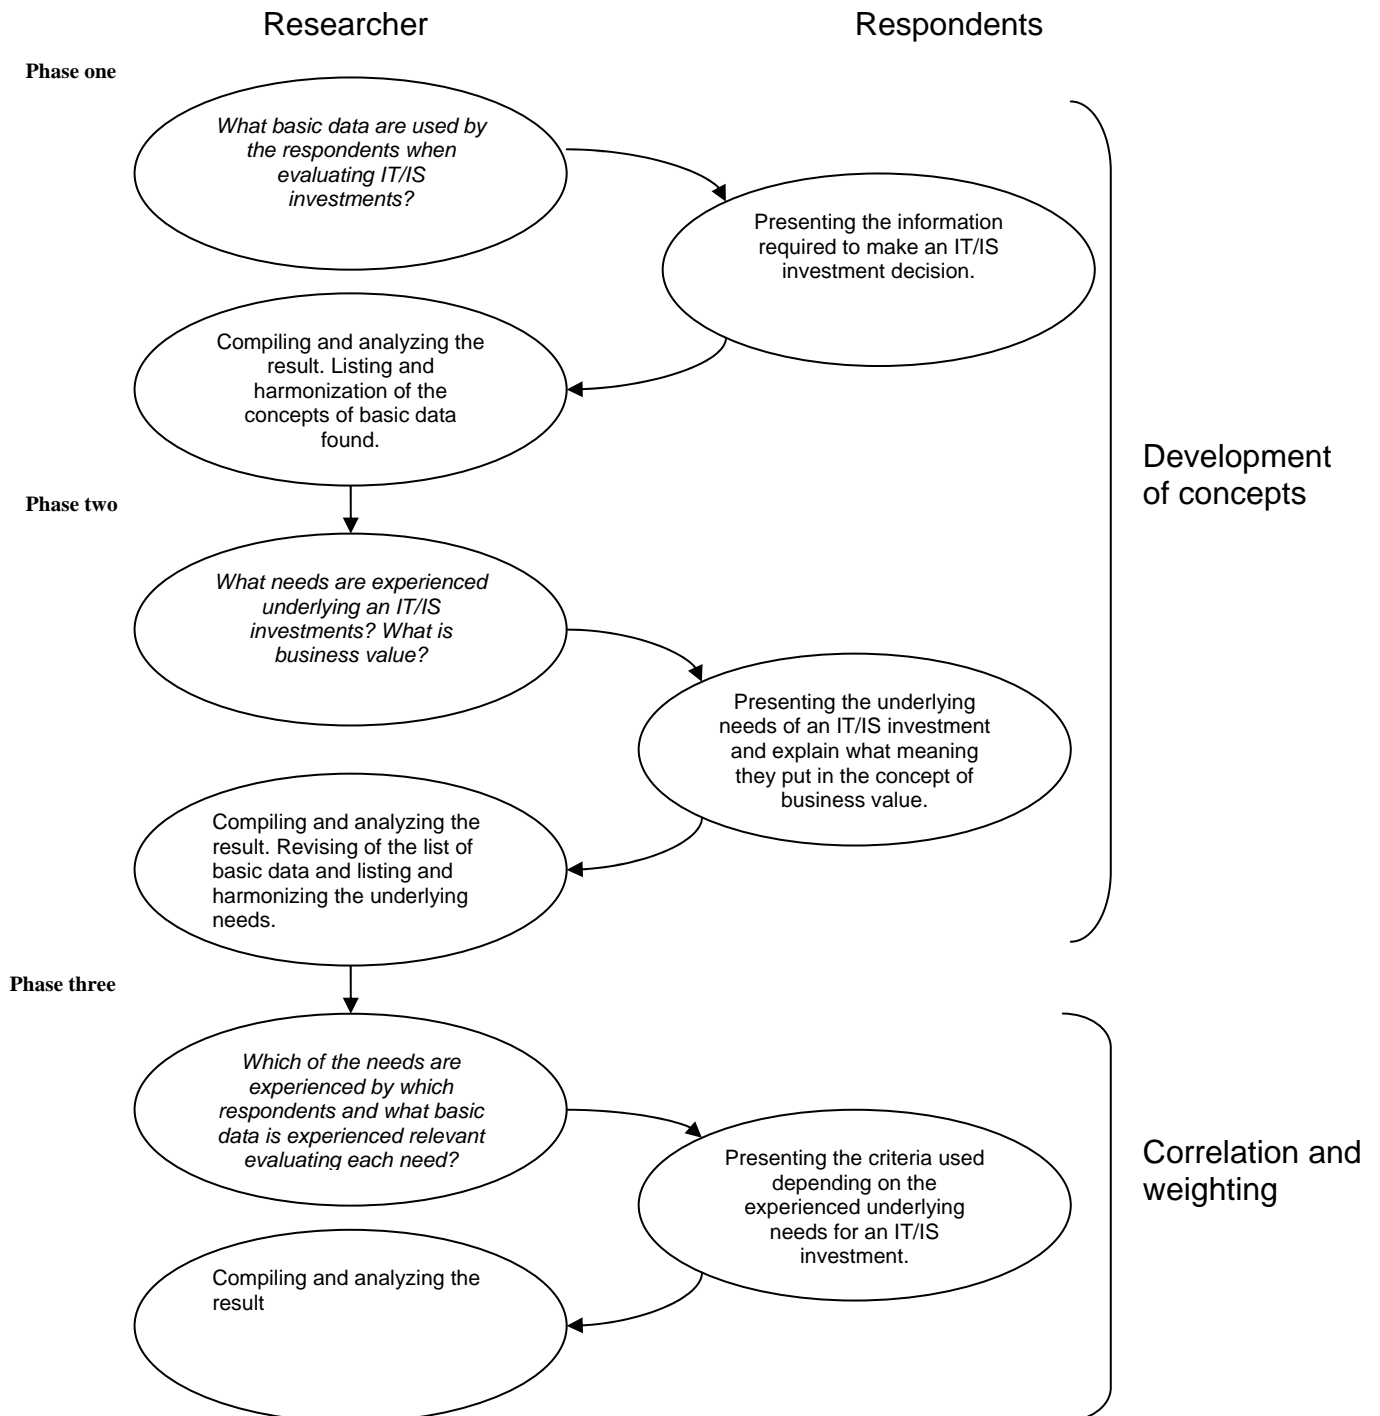 Researcher
Respondents
Phase one
What basic data are used by
the respondents when
evaluating IT/IS
investments?
Presenting the information
required to make an IT/IS
investment decision.
Compiling and analyzing the
result. Listing and
harmonization of the
concepts of basic data
found.
Development
of concepts
Phase two
What needs are experienced
underlying an IT/IS
investments? What is
business value?
Presenting the underlying
needs of an IT/IS investment
and explain what meaning
they put in the concept of
business value.
Compiling and analyzing the
result. Revising of the list of
basic data and listing and
harmonizing the underlying
needs.
Phase three
Which of the needs are
experienced by which
respondents and what basic
data is experienced relevant
evaluating each need?
Presenting the criteria used
depending on the
experienced underlying
needs for an IT/IS
investment.
Correlation and
weighting
Compiling and analyzing the
result